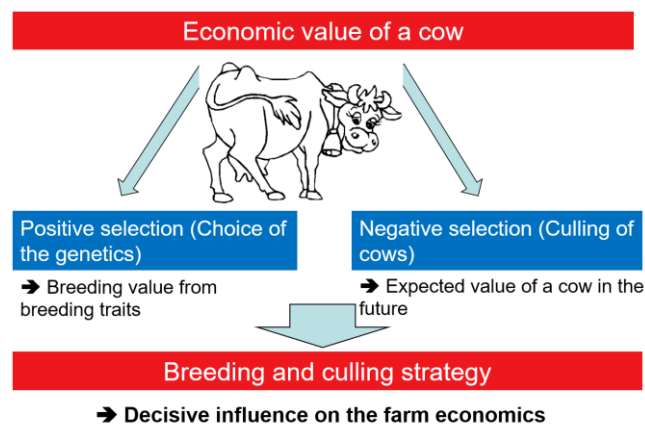 Economic value of a cow
Positive selection (Choice of
the genetics)
➔ Breeding value from
breeding traits
Negative selection (Culling of
cows)
➔ Expected value of a cow in the
future
Breeding and culling strategy
➔ Decisive influence on the farm economics